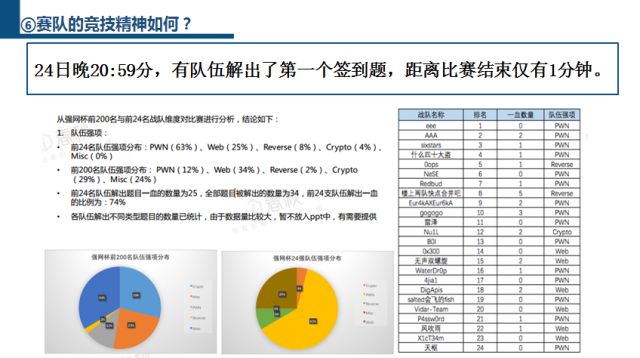 ⑥赛队的竞技精神如何？
24日晚20:59分，有队伍解出了第一个签到题，距离比赛结束仅有1分钟。
从强网杯前200名与前24名战队维度对比赛进行分析，结论如下：
1. 队伍强项：
• 前24名队伍强项分布：PWN（63%）、Web（25%）、Reverse（8%）、Crypto（4%）、
Misc（0%）
• 前200名队伍强项分布： PWN（12%）、Web（34%）、Reverse（2%）、Crypto
（29%）、Misc（24%）
• 前24名队伍解出题目一血的数量为25，全部题目被解出的数量为34，前24支队伍解出一血
的比例为：74%
• 各队伍解出不同类型题目的数量已统计，由于数据量比较大，暂不放入ppt中，有需要提供
战队名称 排名 一血数量 队伍强项
eee 1 0 PWN
AAA 2 2 PWN
sixstars 3 1 PWN
什么四十大盗 4 1 PWN
0ops 5 1 Reverse
NeSE 6 0 PWN
Redbud 7 1 PWN
楼上两队快点合并吧 8 5 Reverse
Eur4kAXEur6kA 9 2 PWN
gogogo 10 3 PWN
雷泽 11 0 PWN
Nu1L 12 2 Crypto
B0I 13 0 PWN
0x300 14 0 Web
无声双螺旋 15 2 Web
WaterDr0p 16 1 PWN
4jia1 17 0 PWN
DigApis 18 2 Web
salted会飞的fish 19 0 PWN
Vidar-Team 20 0 Web
P4ssw0rd 21 1 PWN
风吹雨 22 1 Web
X1cT34m 23 0 Web
天枢 24 0 PWN
强网杯前200名队伍强项分布
Crypto
Misc
PWN
Reverse
Web
强网杯24强队伍强项分布
Crypto
PWN
Reverse
Misc
Web